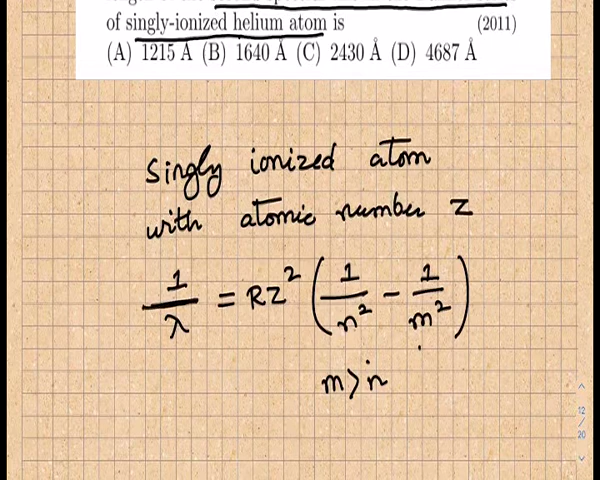 of singly-ionized helium atom is (2011)
(A) 1215 Å (B) 1640 Å (C) 2430 Å (D) 4687 Å
singly ionized atom
with atomic number Z
1/λ = RZ² (1/n² − 1/m²)
m > n
12
/
20